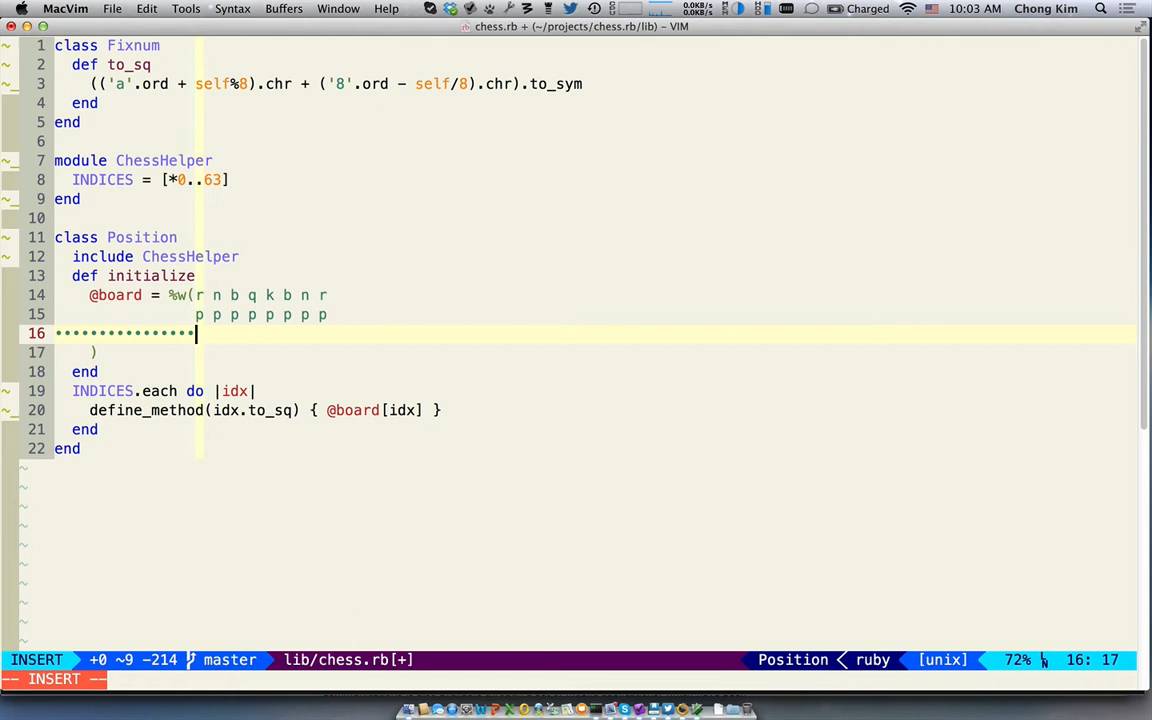 MacVim File Edit Tools Syntax Buffers Window Help 0.0KB/s 0.0KB/s Charged 10:03 AM Chong Kim
chess.rb + (~/projects/chess.rb/lib) – VIM
1 class Fixnum
2 def to_sq
3 (('a'.ord + self%8).chr + ('8'.ord - self/8).chr).to_sym
4 end
5 end
6
7 module ChessHelper
8 INDICES = [*0..63]
9 end
10
11 class Position
12 include ChessHelper
13 def initialize
14 @board = %w(r n b q k b n r
15 p p p p p p p p
16
17 )
18 end
19 INDICES.each do |idx|
20 define_method(idx.to_sq) { @board[idx] }
21 end
22 end
INSERT +0 ~9 -214 master lib/chess.rb[+] Position ruby [unix] 72% LN 16: 17
-- INSERT --